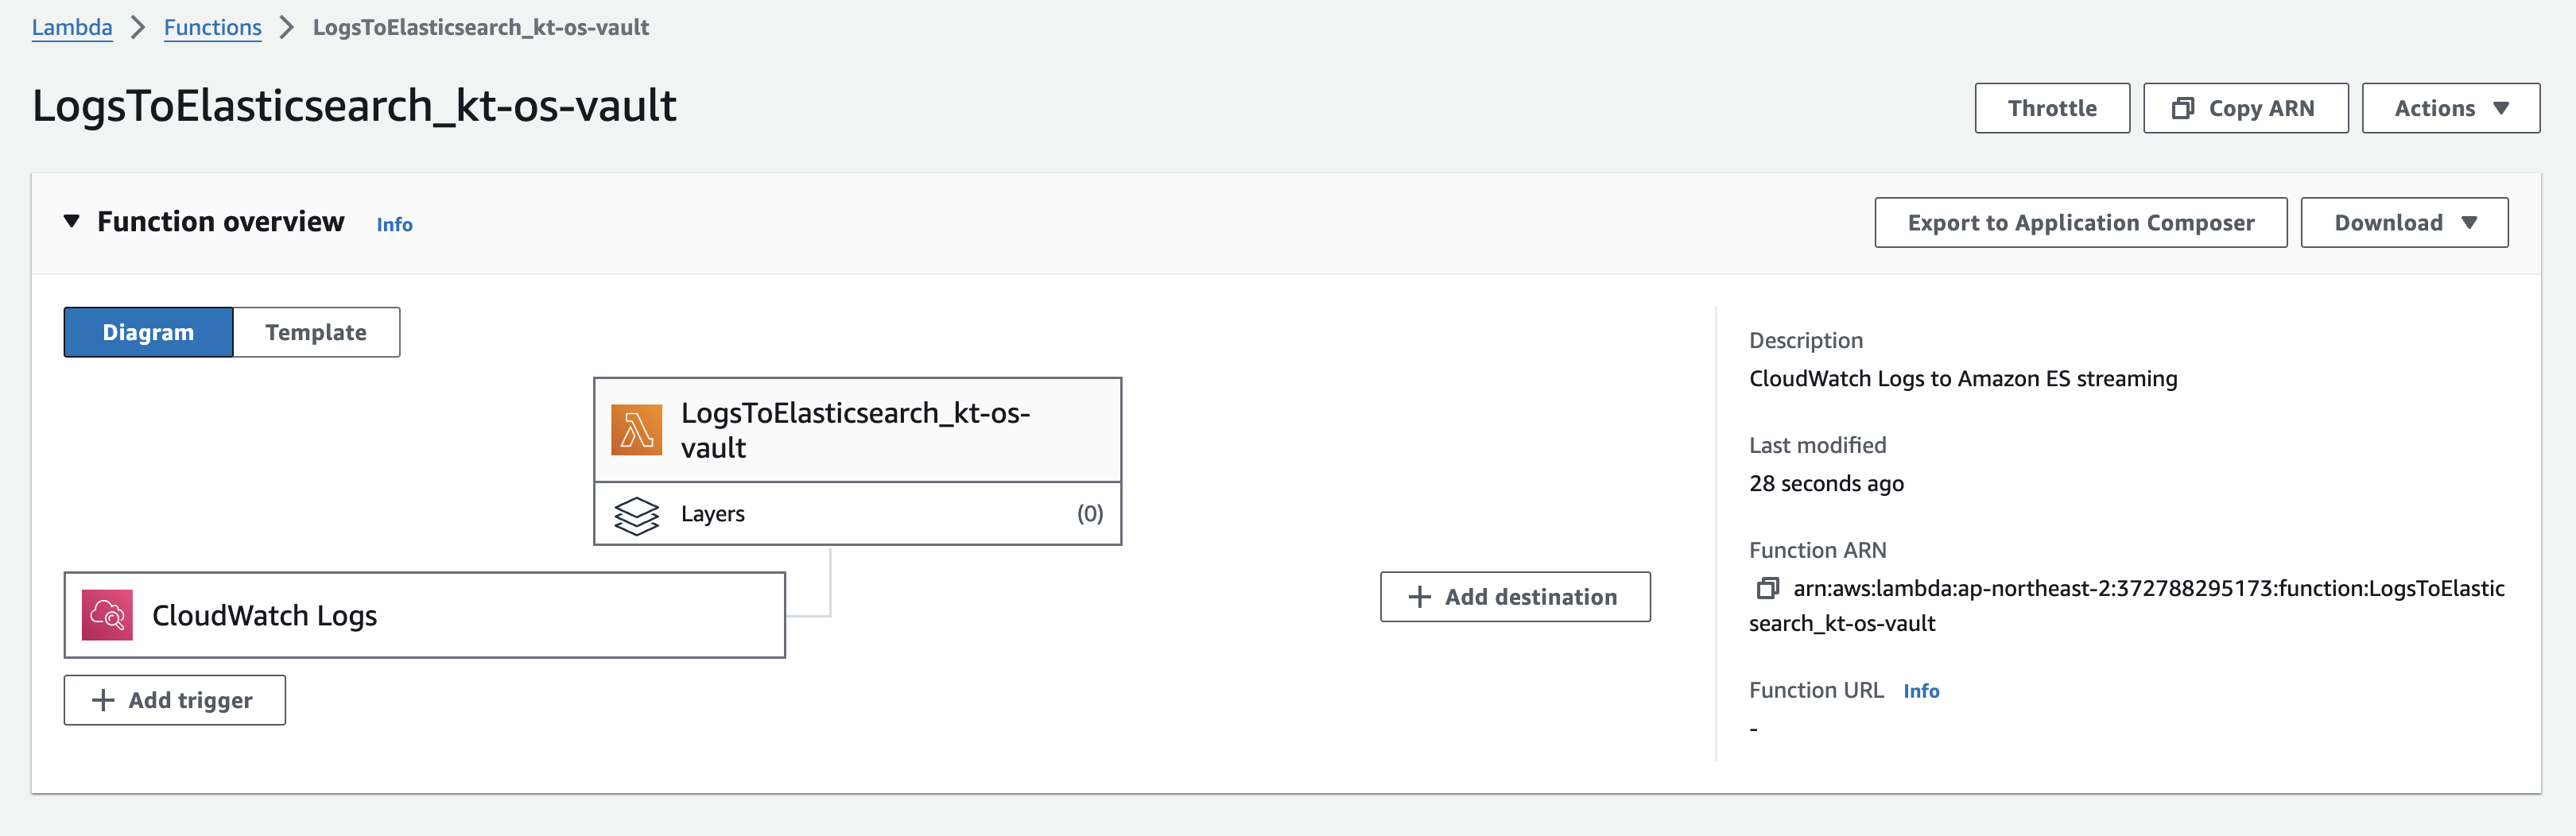 Lambda > Functions > LogsToElasticsearch_kt-os-vault
LogsToElasticsearch_kt-os-vault
Throttle
Copy ARN
Actions
Function overview Info
Export to Application Composer
Download
Diagram
Template
LogsToElasticsearch_kt-os-
vault
Layers (0)
CloudWatch Logs
+ Add trigger
+ Add destination
Description
CloudWatch Logs to Amazon ES streaming
Last modified
28 seconds ago
Function ARN
arn:aws:lambda:ap-northeast-2:372788295173:function:LogsToElastic
search_kt-os-vault
Function URL Info
-